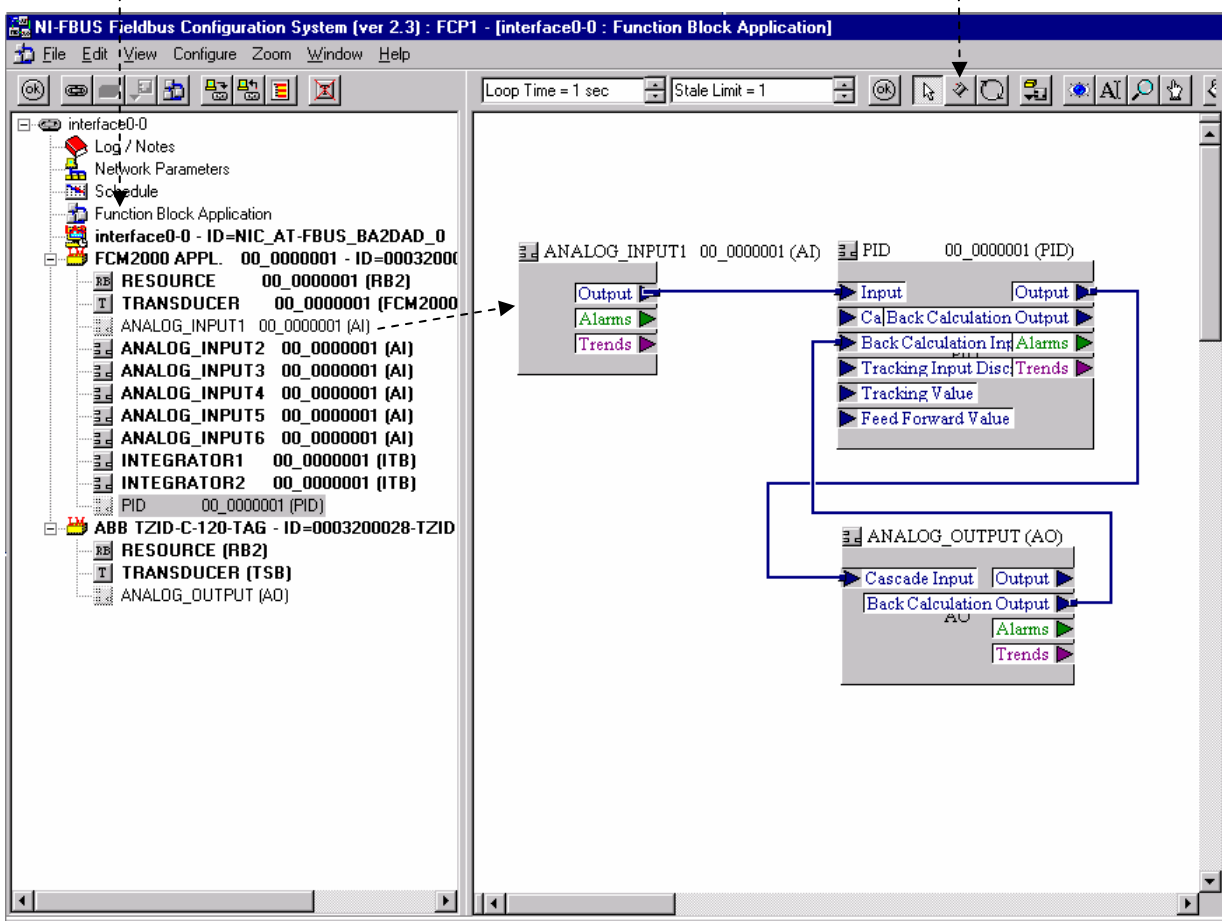 NI-FBUS Fieldbus Configuration System (ver 2.3) : FCP1 - [interface0-0 : Function Block Application]
File Edit View Configure Zoom Window Help
Loop Time = 1 sec
Stale Limit = 1
interface0-0
Log / Notes
Network Parameters
Schedule
Function Block Application
interface0-0 - ID=NIC_AT-FBUS_BA2DAD_0
FCM2000 APPL. 00_0000001 - ID=0003200
RESOURCE 00_0000001 (RB2)
TRANSDUCER 00_0000001 (FCM2000
ANALOG_INPUT1 00_0000001 (AI)
ANALOG_INPUT2 00_0000001 (AI)
ANALOG_INPUT3 00_0000001 (AI)
ANALOG_INPUT4 00_0000001 (AI)
ANALOG_INPUT5 00_0000001 (AI)
ANALOG_INPUT6 00_0000001 (AI)
INTEGRATOR1 00_0000001 (ITB)
INTEGRATOR2 00_0000001 (ITB)
PID 00_0000001 (PID)
ABB TZID-C-120-TAG - ID=0003200028-TZID
RESOURCE (RB2)
TRANSDUCER (TSB)
ANALOG_OUTPUT (AO)
ANALOG_INPUT1 00_0000001 (AI)
Output
Alarms
Trends
PID 00_0000001 (PID)
Input Output
Ca Back Calculation Output
Back Calculation Inp Alarms
Tracking Input Disc Trends
Tracking Value
Feed Forward Value
ANALOG_OUTPUT (AO)
Cascade Input Output
Back Calculation Output
AO
Alarms
Trends